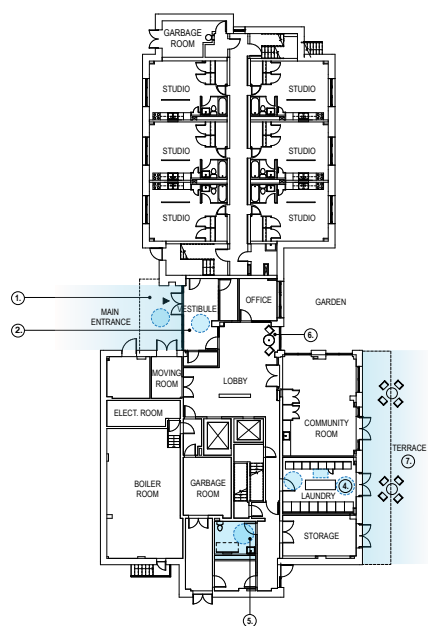 GARBAGE
ROOM
STUDIO
STUDIO
STUDIO
STUDIO
STUDIO
STUDIO
1.
MAIN
ENTRANCE
2.
VESTIBULE
OFFICE
GARDEN
6.
LOBBY
MOVING
ROOM
ELECT. ROOM
COMMUNITY
ROOM
TERRACE
7.
BOILER
ROOM
GARBAGE
ROOM
4.
LAUNDRY
STORAGE
5.